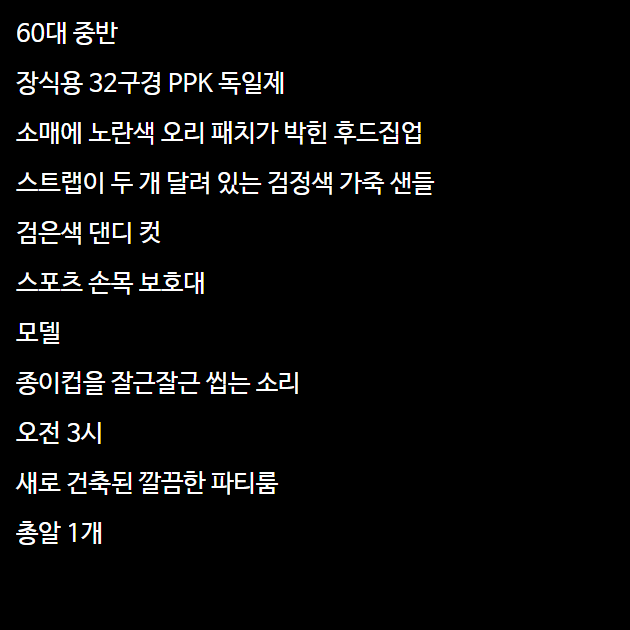 60대 중반
장식용 32구경 PPK 독일제
소매에 노란색 오리 패치가 박힌 후드집업
스트랩이 두 개 달려 있는 검정색 가죽 샌들
검은색 댄디 컷
스포츠 손목 보호대
모델
종이컵을 잘근잘근 씹는 소리
오전 3시
새로 건축된 깔끔한 파티룸
총알 1개